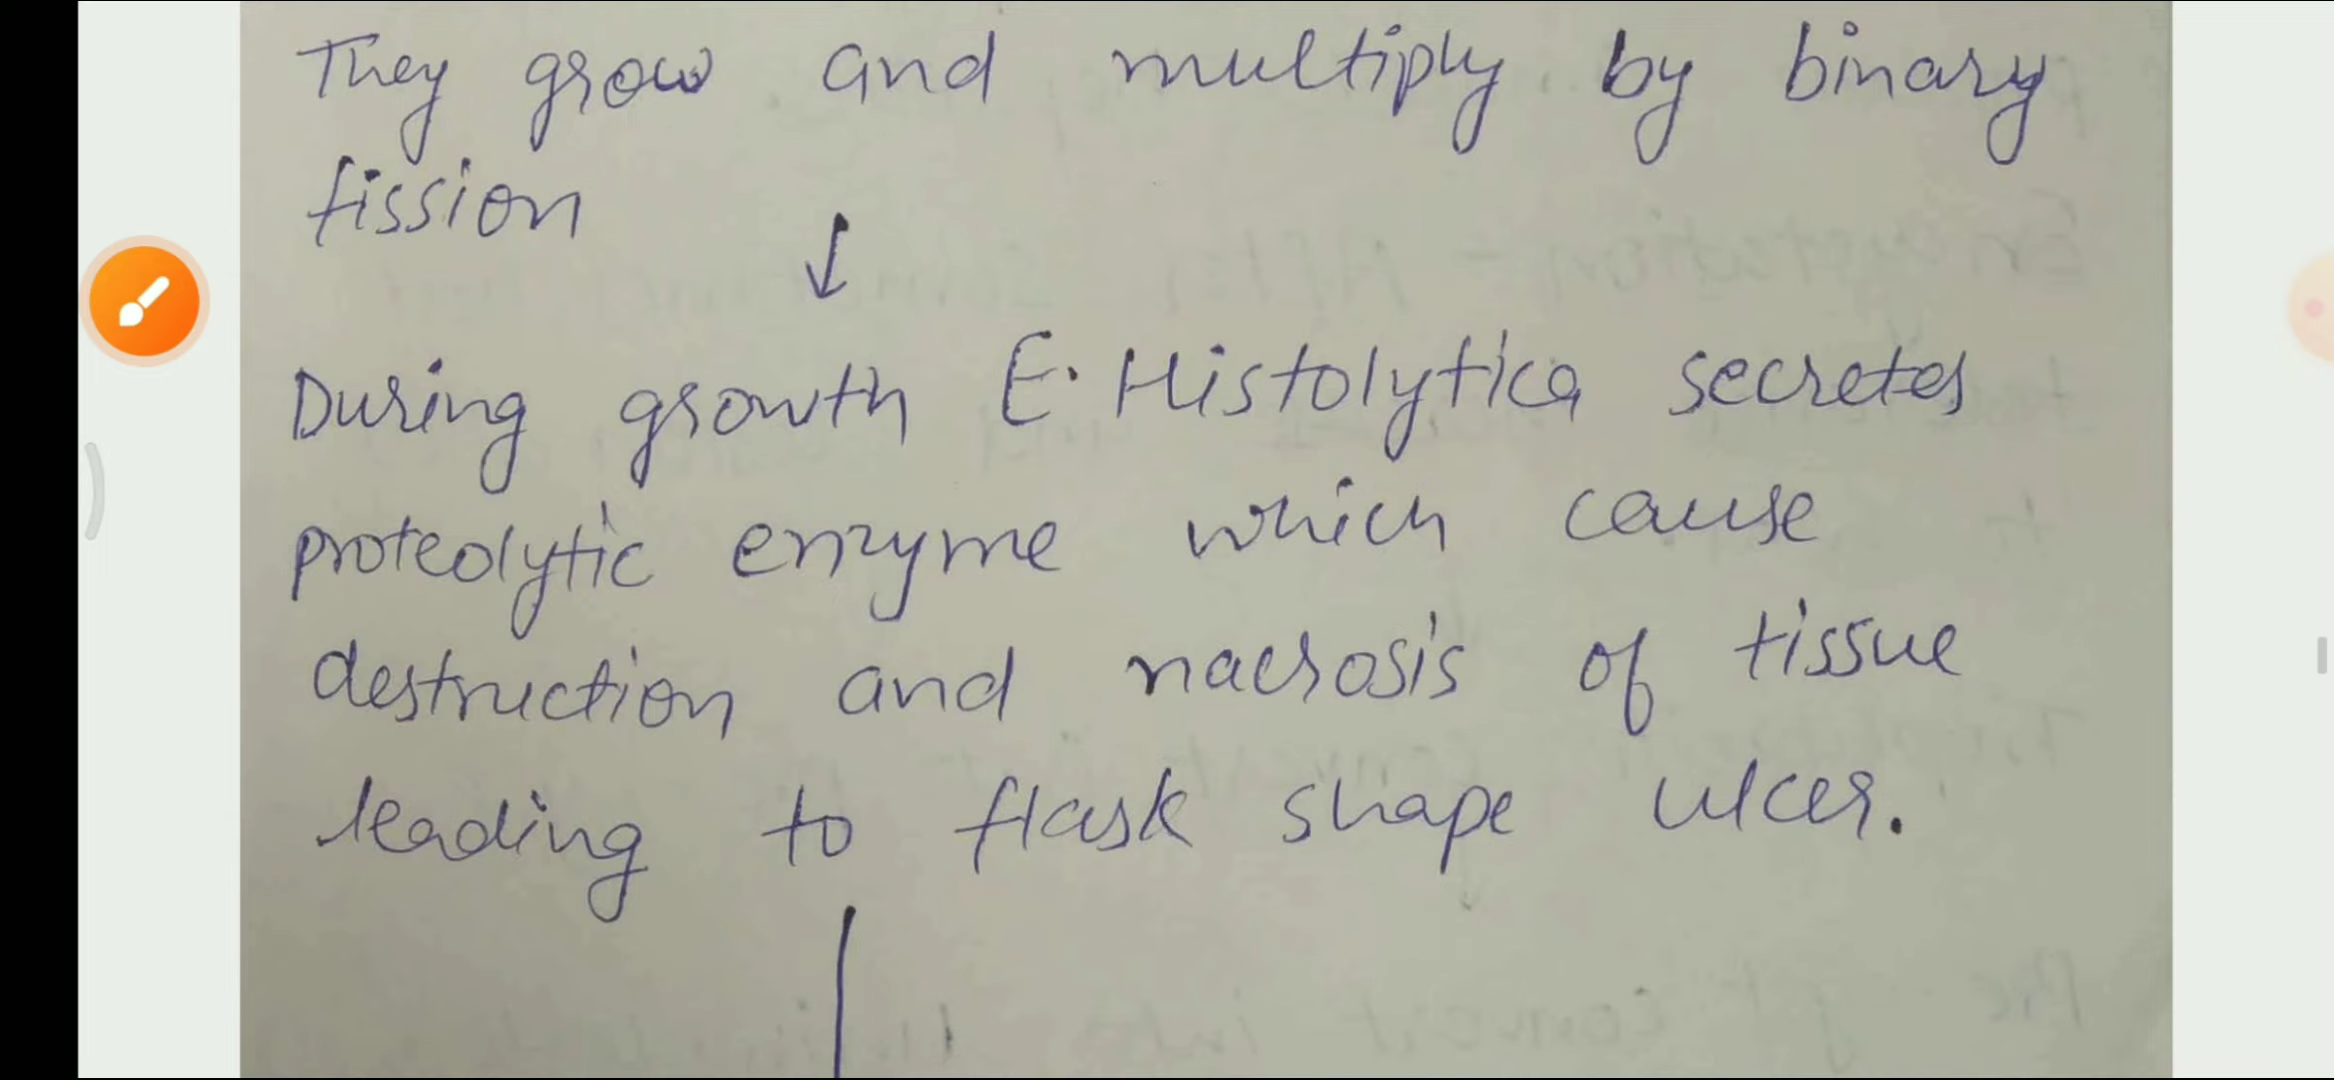 They grow and multiply by binary
fission
↓
During growth E. Histolytica secretes
proteolytic enzyme which cause
destruction and nacrosis of tissue
leading to flask shape ulcer.